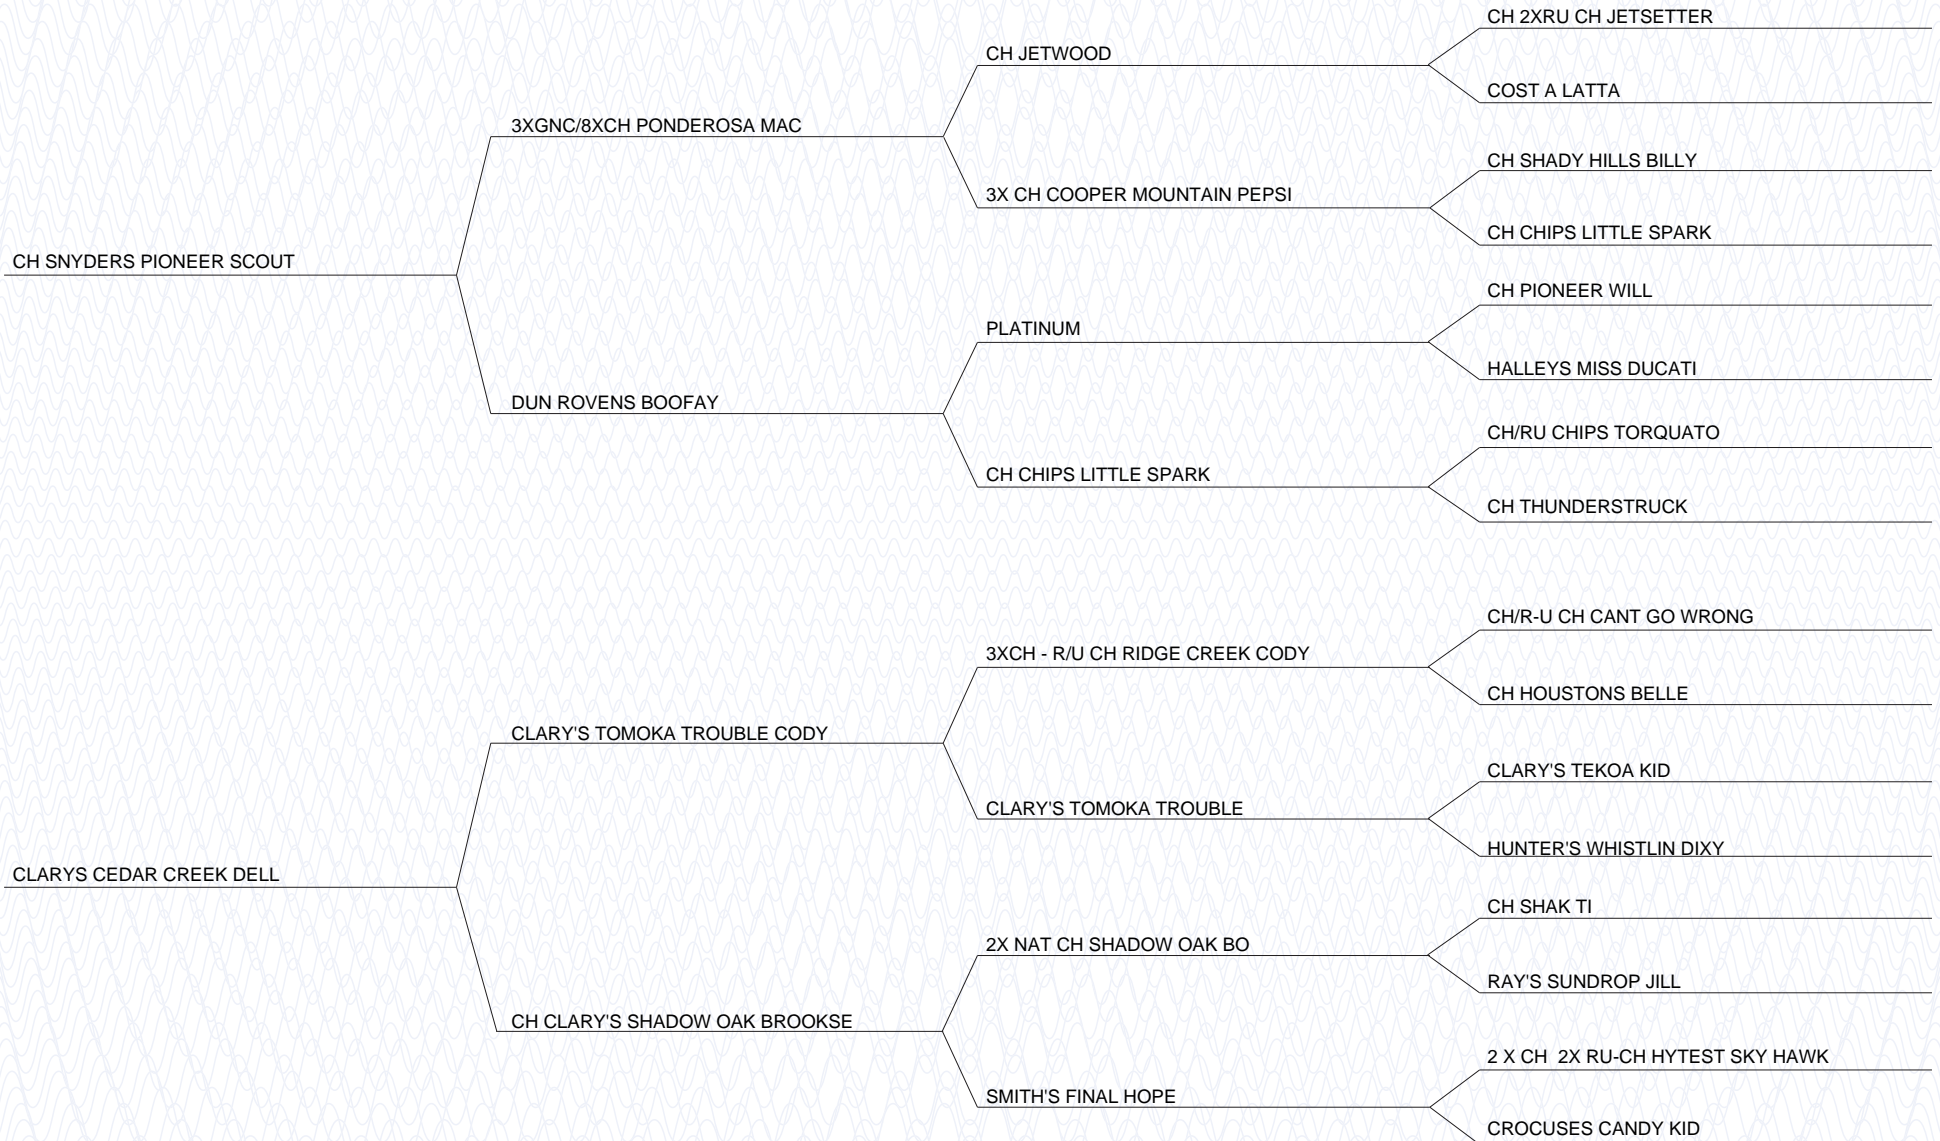 CH 2XRU CH JETSETTER
CH JETWOOD
COST A LATTA
3XGNC/8XCH PONDEROSA MAC
CH SHADY HILLS BILLY
3X CH COOPER MOUNTAIN PEPSI
CH CHIPS LITTLE SPARK
CH SNYDERS PIONEER SCOUT
CH PIONEER WILL
PLATINUM
HALLEYS MISS DUCATI
DUN ROVENS BOOFAY
CH/RU CHIPS TORQUATO
CH CHIPS LITTLE SPARK
CH THUNDERSTRUCK
CH/R-U CH CANT GO WRONG
3XCH - R/U CH RIDGE CREEK CODY
CH HOUSTONS BELLE
CLARY'S TOMOKA TROUBLE CODY
CLARY'S TEKOA KID
CLARY'S TOMOKA TROUBLE
HUNTER'S WHISTLIN DIXY
CLARYS CEDAR CREEK DELL
CH SHAK TI
2X NAT CH SHADOW OAK BO
RAY'S SUNDROP JILL
CH CLARY'S SHADOW OAK BROOKSE
2 X CH  2X RU-CH HYTEST SKY HAWK
SMITH'S FINAL HOPE
CROCUSES CANDY KID